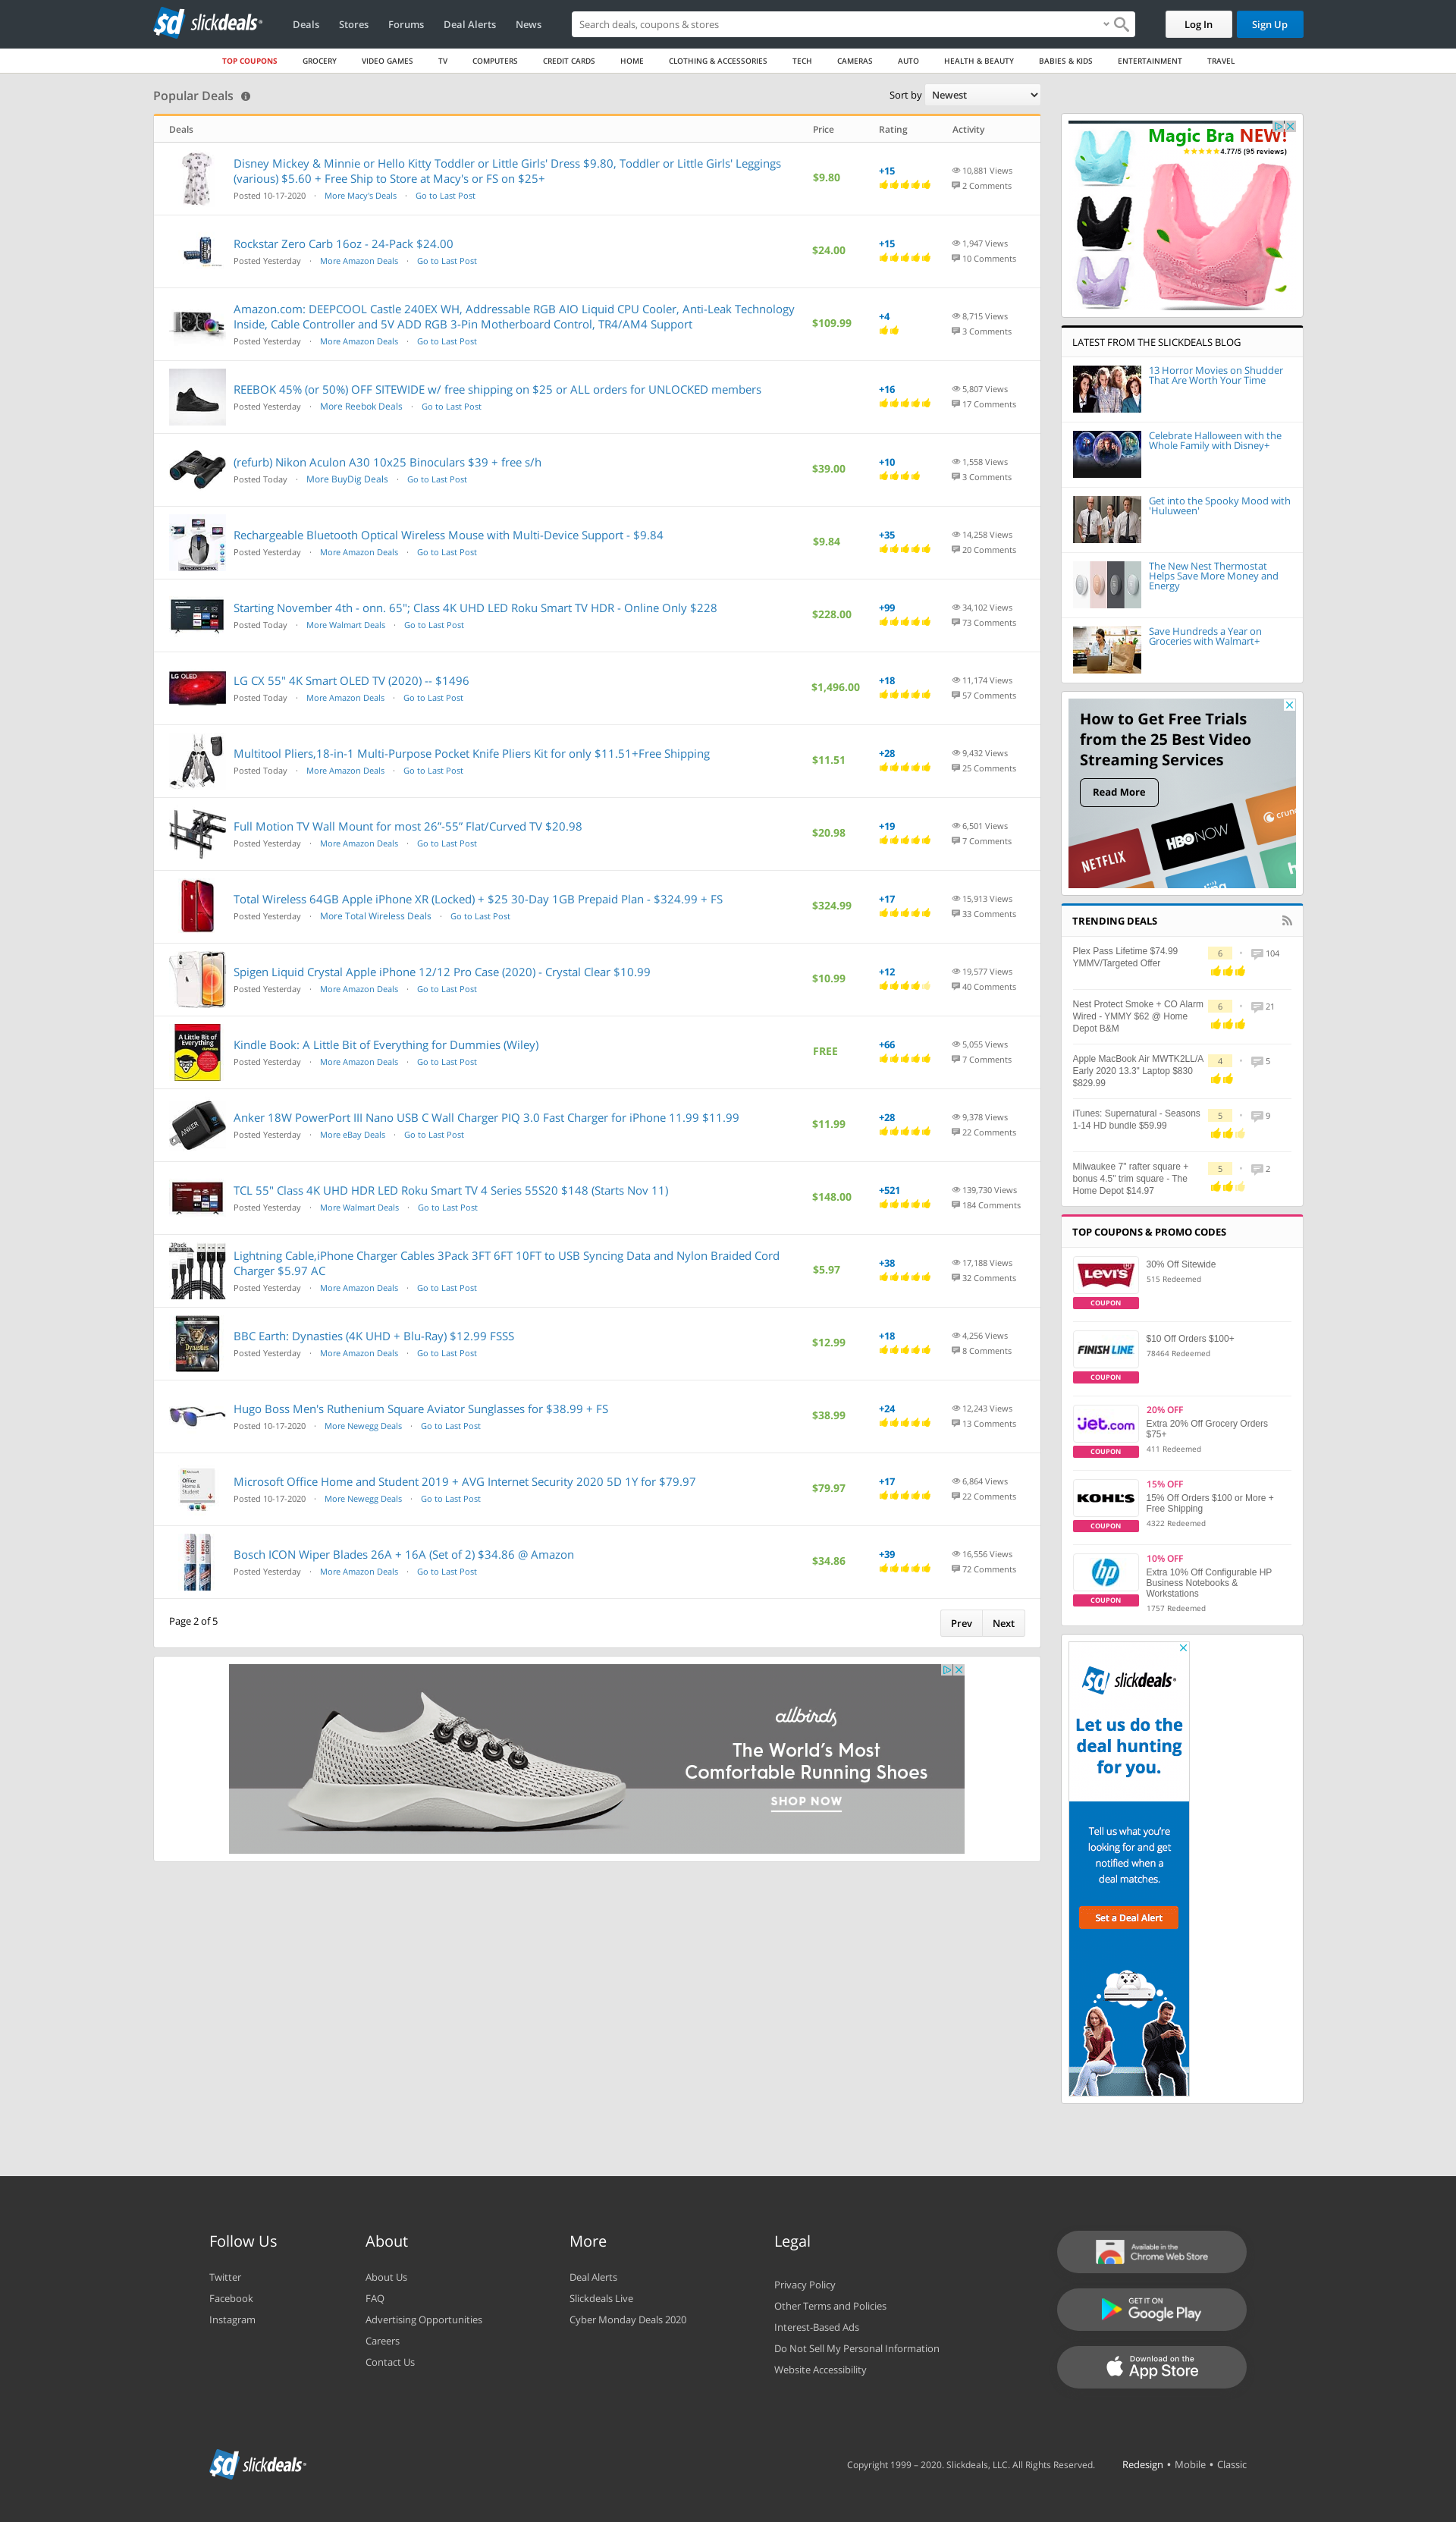 sd slickdeals
Deals
Stores
Forums
Deal Alerts
News
Search deals, coupons & stores
Log In
Sign Up
TOP COUPONS
GROCERY
VIDEO GAMES
TV
COMPUTERS
CREDIT CARDS
HOME
CLOTHING & ACCESSORIES
TECH
CAMERAS
AUTO
HEALTH & BEAUTY
BABIES & KIDS
ENTERTAINMENT
TRAVEL
Popular Deals
Sort by Newest
Deals Price Rating Activity
Disney Mickey & Minnie or Hello Kitty Toddler or Little Girls' Dress $9.80, Toddler or Little Girls' Leggings
(various) $5.60 + Free Ship to Store at Macy's or FS on $25+
Posted 10-17-2020 · More Macy's Deals · Go to Last Post
$9.80
+15
10,881 Views
2 Comments
Rockstar Zero Carb 16oz - 24-Pack $24.00
Posted Yesterday · More Amazon Deals · Go to Last Post
$24.00
+15
1,947 Views
10 Comments
Amazon.com: DEEPCOOL Castle 240EX WH, Addressable RGB AIO Liquid CPU Cooler, Anti-Leak Technology
Inside, Cable Controller and 5V ADD RGB 3-Pin Motherboard Control, TR4/AM4 Support
Posted Yesterday · More Amazon Deals · Go to Last Post
$109.99
+4
8,715 Views
3 Comments
REEBOK 45% (or 50%) OFF SITEWIDE w/ free shipping on $25 or ALL orders for UNLOCKED members
Posted Yesterday · More Reebok Deals · Go to Last Post
+16
5,807 Views
17 Comments
(refurb) Nikon Aculon A30 10x25 Binoculars $39 + free s/h
Posted Today · More BuyDig Deals · Go to Last Post
$39.00
+10
1,558 Views
3 Comments
Rechargeable Bluetooth Optical Wireless Mouse with Multi-Device Support - $9.84
Posted Yesterday · More Amazon Deals · Go to Last Post
$9.84
+35
14,258 Views
20 Comments
Starting November 4th - onn. 65"; Class 4K UHD LED Roku Smart TV HDR - Online Only $228
Posted Today · More Walmart Deals · Go to Last Post
$228.00
+99
34,102 Views
73 Comments
LG OLED
LG CX 55" 4K Smart OLED TV (2020) -- $1496
Posted Today · More Amazon Deals · Go to Last Post
$1,496.00
+18
11,174 Views
57 Comments
Multitool Pliers,18-in-1 Multi-Purpose Pocket Knife Pliers Kit for only $11.51+Free Shipping
Posted Today · More Amazon Deals · Go to Last Post
$11.51
+28
9,432 Views
25 Comments
Full Motion TV Wall Mount for most 26”-55” Flat/Curved TV $20.98
Posted Yesterday · More Amazon Deals · Go to Last Post
$20.98
+19
6,501 Views
7 Comments
Total Wireless 64GB Apple iPhone XR (Locked) + $25 30-Day 1GB Prepaid Plan - $324.99 + FS
Posted Yesterday · More Total Wireless Deals · Go to Last Post
$324.99
+17
15,913 Views
33 Comments
Spigen Liquid Crystal Apple iPhone 12/12 Pro Case (2020) - Crystal Clear $10.99
Posted Yesterday · More Amazon Deals · Go to Last Post
$10.99
+12
19,577 Views
40 Comments
A Little Bit of
Everything
Kindle Book: A Little Bit of Everything for Dummies (Wiley)
Posted Yesterday · More Amazon Deals · Go to Last Post
FREE
+66
5,055 Views
7 Comments
ANKER
Anker 18W PowerPort III Nano USB C Wall Charger PIQ 3.0 Fast Charger for iPhone 11.99 $11.99
Posted Yesterday · More eBay Deals · Go to Last Post
$11.99
+28
9,378 Views
22 Comments
TCL 55" Class 4K UHD HDR LED Roku Smart TV 4 Series 55S20 $148 (Starts Nov 11)
Posted Yesterday · More Walmart Deals · Go to Last Post
$148.00
+521
139,730 Views
184 Comments
Lightning Cable,iPhone Charger Cables 3Pack 3FT 6FT 10FT to USB Syncing Data and Nylon Braided Cord
Charger $5.97 AC
Posted Yesterday · More Amazon Deals · Go to Last Post
$5.97
+38
17,188 Views
32 Comments
Dynasties
BBC Earth: Dynasties (4K UHD + Blu-Ray) $12.99 FSSS
Posted Yesterday · More Amazon Deals · Go to Last Post
$12.99
+18
4,256 Views
8 Comments
Hugo Boss Men's Ruthenium Square Aviator Sunglasses for $38.99 + FS
Posted 10-17-2020 · More Newegg Deals · Go to Last Post
$38.99
+24
12,243 Views
13 Comments
Office
Home &
Student
Microsoft Office Home and Student 2019 + AVG Internet Security 2020 5D 1Y for $79.97
Posted 10-17-2020 · More Newegg Deals · Go to Last Post
$79.97
+17
6,864 Views
22 Comments
Bosch ICON Wiper Blades 26A + 16A (Set of 2) $34.86 @ Amazon
Posted Yesterday · More Amazon Deals · Go to Last Post
$34.86
+39
16,556 Views
72 Comments
Page 2 of 5
Prev
Next
allbirds
The World's Most
Comfortable Running Shoes
SHOP NOW
Magic Bra NEW!
4.77/5 (95 reviews)
LATEST FROM THE SLICKDEALS BLOG
13 Horror Movies on Shudder
That Are Worth Your Time
Celebrate Halloween with the
Whole Family with Disney+
Get into the Spooky Mood with
'Huluween'
The New Nest Thermostat
Helps Save More Money and
Energy
Save Hundreds a Year on
Groceries with Walmart+
How to Get Free Trials
from the 25 Best Video
Streaming Services
Read More
NETFLIX
HBO NOW
crunc
TRENDING DEALS
Plex Pass Lifetime $74.99
YMMV/Targeted Offer
6 · 104
Nest Protect Smoke + CO Alarm
Wired - YMMY $62 @ Home
Depot B&M
6 · 21
Apple MacBook Air MWTK2LL/A
Early 2020 13.3" Laptop $830
$829.99
4 · 5
iTunes: Supernatural - Seasons
1-14 HD bundle $59.99
5 · 9
Milwaukee 7" rafter square +
bonus 4.5" trim square - The
Home Depot $14.97
5 · 2
TOP COUPONS & PROMO CODES
LEVI'S
COUPON
30% Off Sitewide
515 Redeemed
FINISH LINE
COUPON
$10 Off Orders $100+
78464 Redeemed
jet.com
COUPON
20% OFF
Extra 20% Off Grocery Orders
$75+
411 Redeemed
KOHL'S
COUPON
15% OFF
15% Off Orders $100 or More +
Free Shipping
4322 Redeemed
hp
COUPON
10% OFF
Extra 10% Off Configurable HP
Business Notebooks &
Workstations
1757 Redeemed
sd slickdeals
Let us do the
deal hunting
for you.
Tell us what you're
looking for and get
notified when a
deal matches.
Set a Deal Alert
Follow Us
Twitter
Facebook
Instagram
About
About Us
FAQ
Advertising Opportunities
Careers
Contact Us
More
Deal Alerts
Slickdeals Live
Cyber Monday Deals 2020
Legal
Privacy Policy
Other Terms and Policies
Interest-Based Ads
Do Not Sell My Personal Information
Website Accessibility
Available in the
Chrome Web Store
GET IT ON
Google Play
Download on the
App Store
sd slickdeals
Copyright 1999 – 2020. Slickdeals, LLC. All Rights Reserved.
Redesign • Mobile • Classic